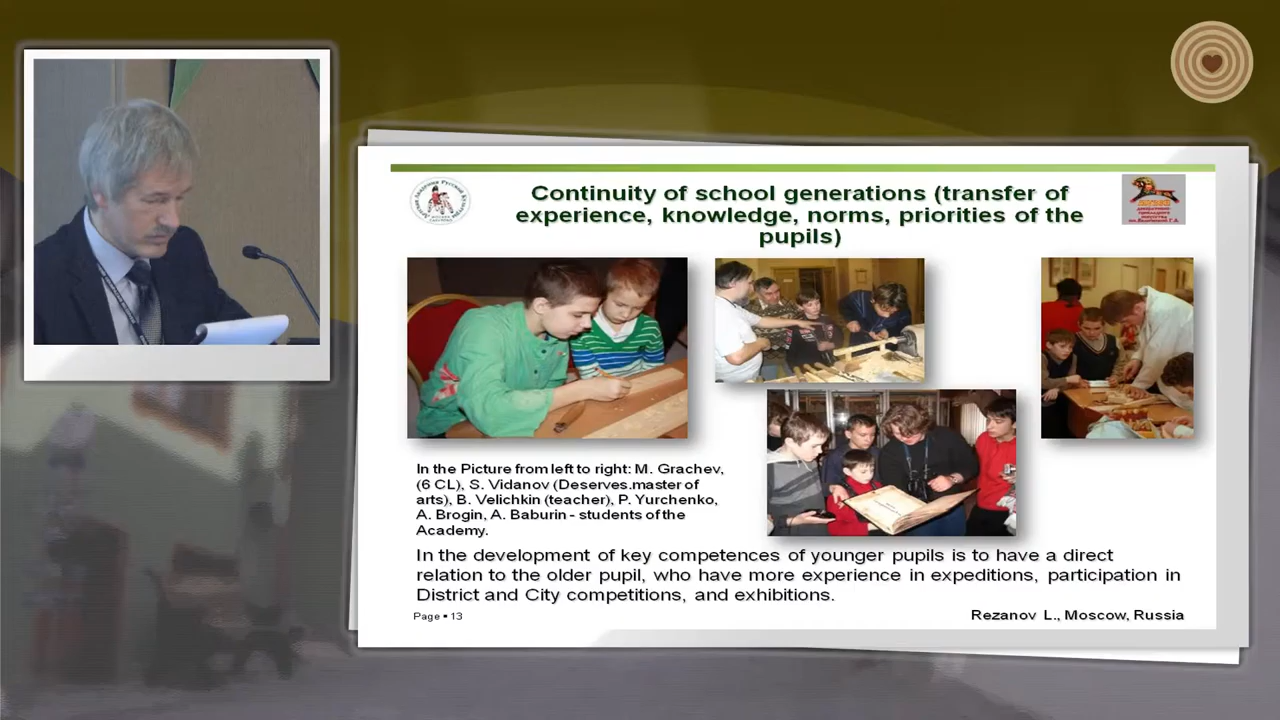 Continuity of school generations (transfer of
experience, knowledge, norms, priorities of the
pupils)
In the Picture from left to right: M. Grachev,
(6 CL), S. Vidanov (Deserves.master of
arts), B. Velichkin (teacher), P. Yurchenko,
A. Brogin, A. Baburin - students of the
Academy.
In the development of key competences of younger pupils is to have a direct
relation to the older pupil, who have more experience in expeditions, participation in
District and City competitions, and exhibitions.
Page ▪ 13
Rezanov L., Moscow, Russia